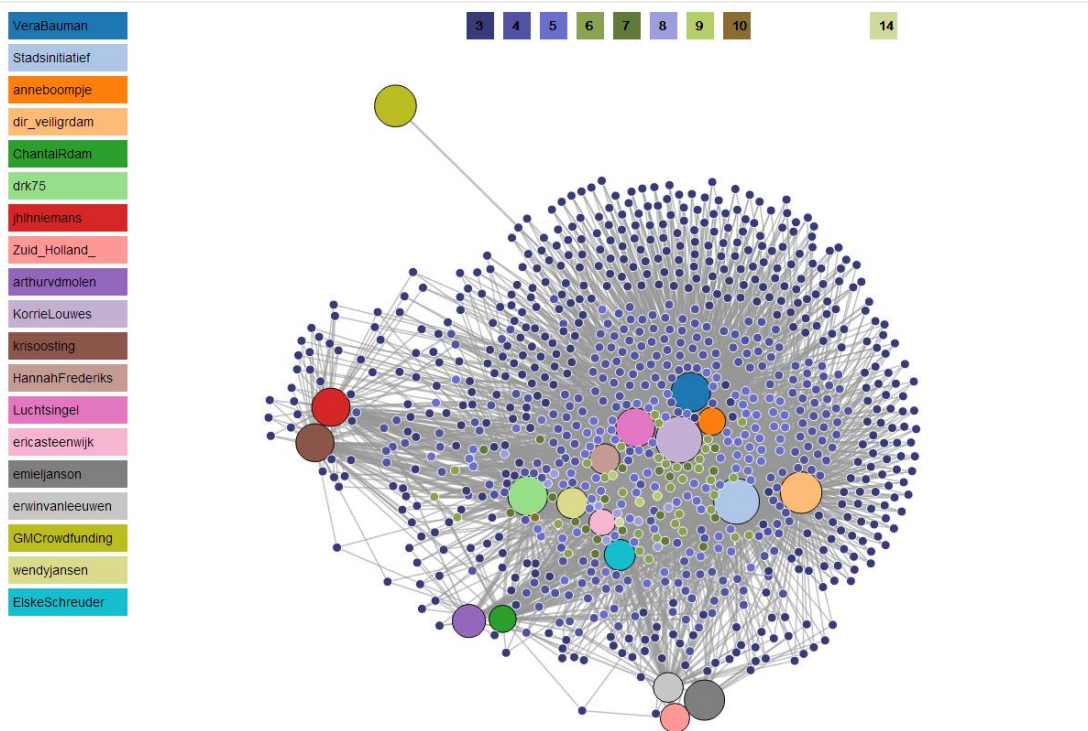 VeraBauman
Stadsinitiatief
anneboompje
dir_veiligrdam
ChantalRdam
drk75
jhlhniemans
Zuid_Holland_
arthurvdmolen
KorrieLouwes
krisoosting
HannahFrederiks
Luchtsingel
ericasteenwijk
emieljanson
erwinvanleeuwen
GMCrowdfunding
wendyjansen
ElskeSchreuder
3 4 5 6 7 8 9 10 14